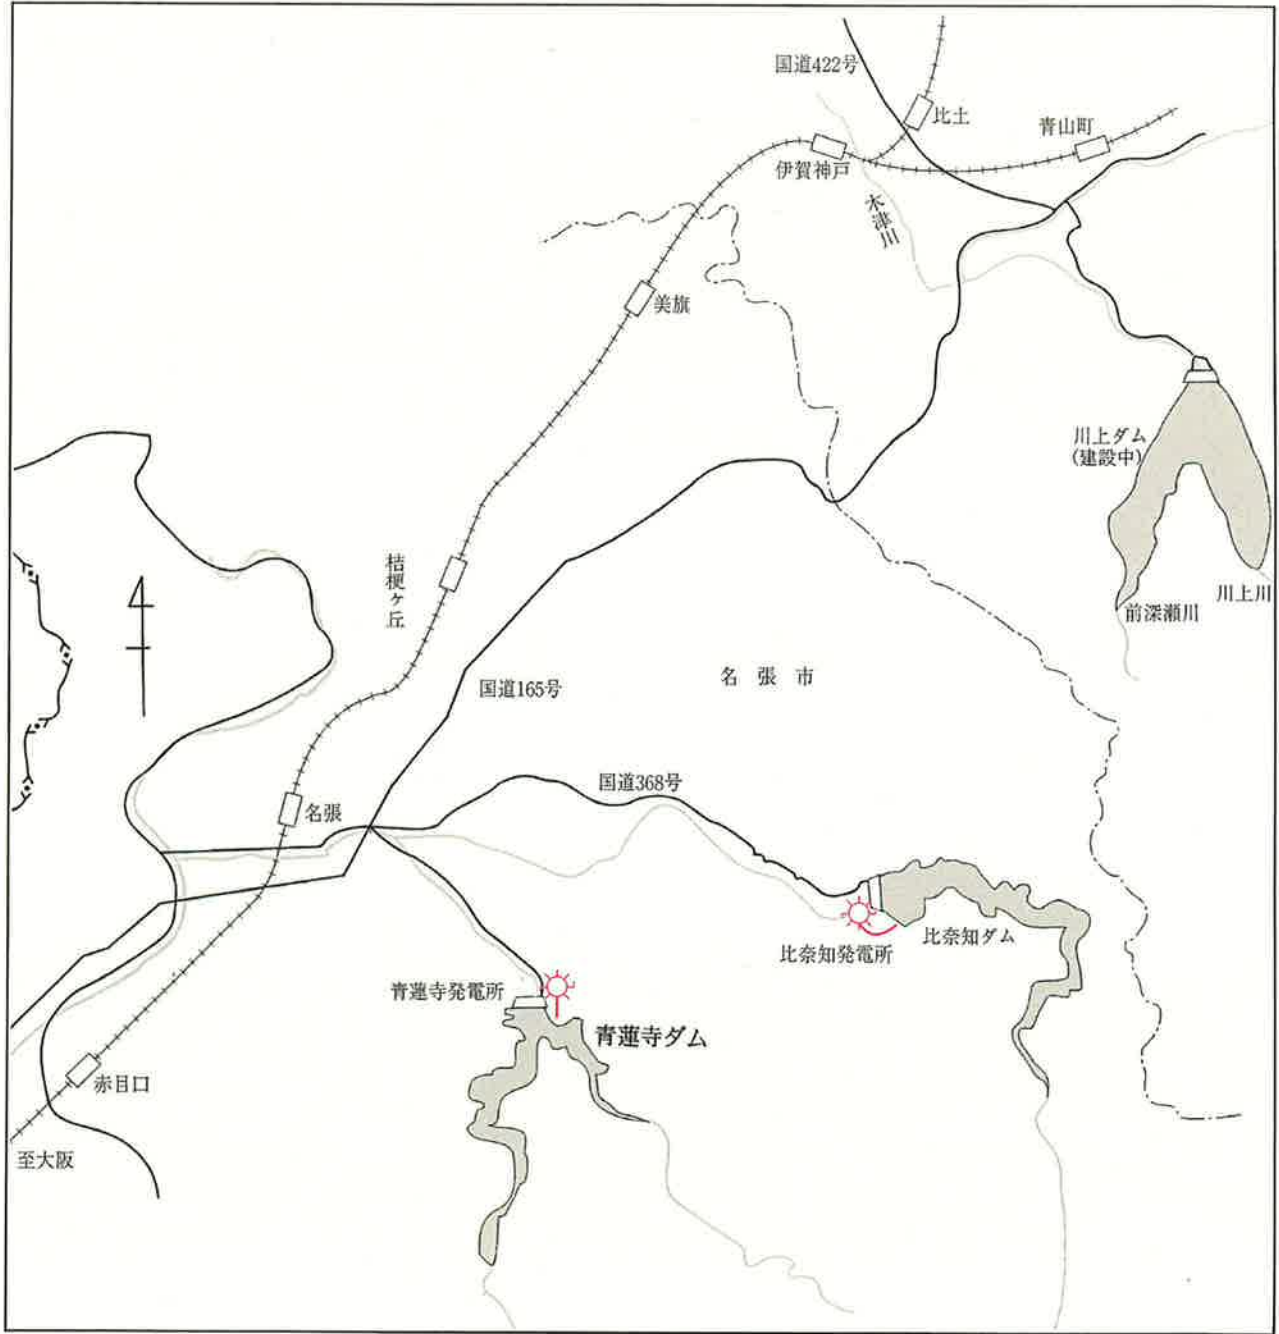 国道422号
比土
青山町
伊賀神戸
木津川
美旗
川上ダム
(建設中)
桔梗ヶ丘
川上川
前深瀬川
名張市
国道165号
国道368号
名張
比奈知ダム
比奈知発電所
青蓮寺発電所
青蓮寺ダム
赤目口
至大阪